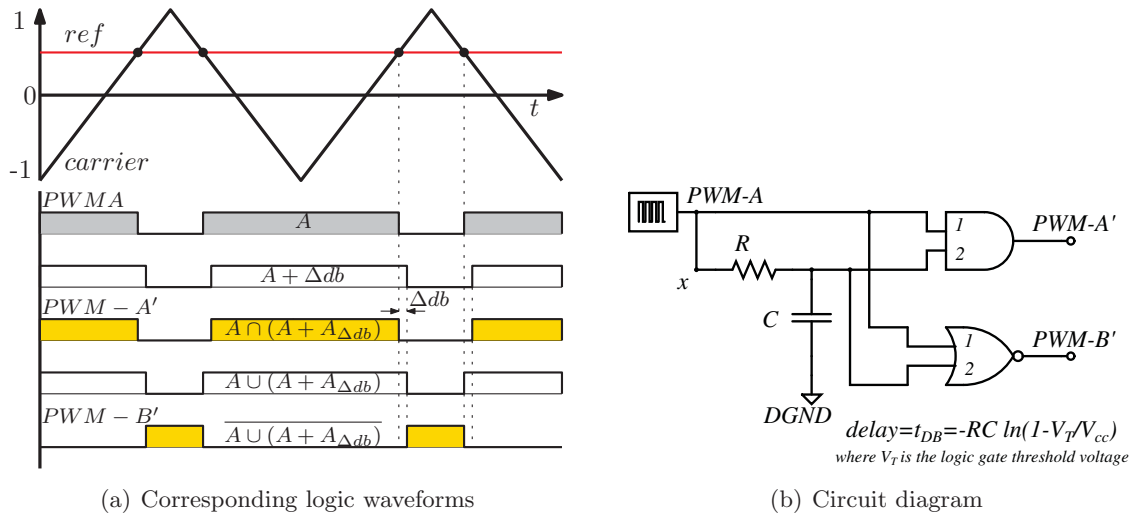 1
ref
0
t
-1
carrier
PWMA
A
A + Δdb
PWM − A′
Δdb
A ∩ (A + A_Δdb)
A ∪ (A + A_Δdb)
PWM − B′
\overline{A ∪ (A + A_Δdb)}
(a) Corresponding logic waveforms
PWM-A
1
2
PWM-A'
R
x
C
1
2
PWM-B'
DGND
delay=t_DB=-RC ln(1-V_T/V_cc)
where V_T is the logic gate threshold voltage
(b) Circuit diagram